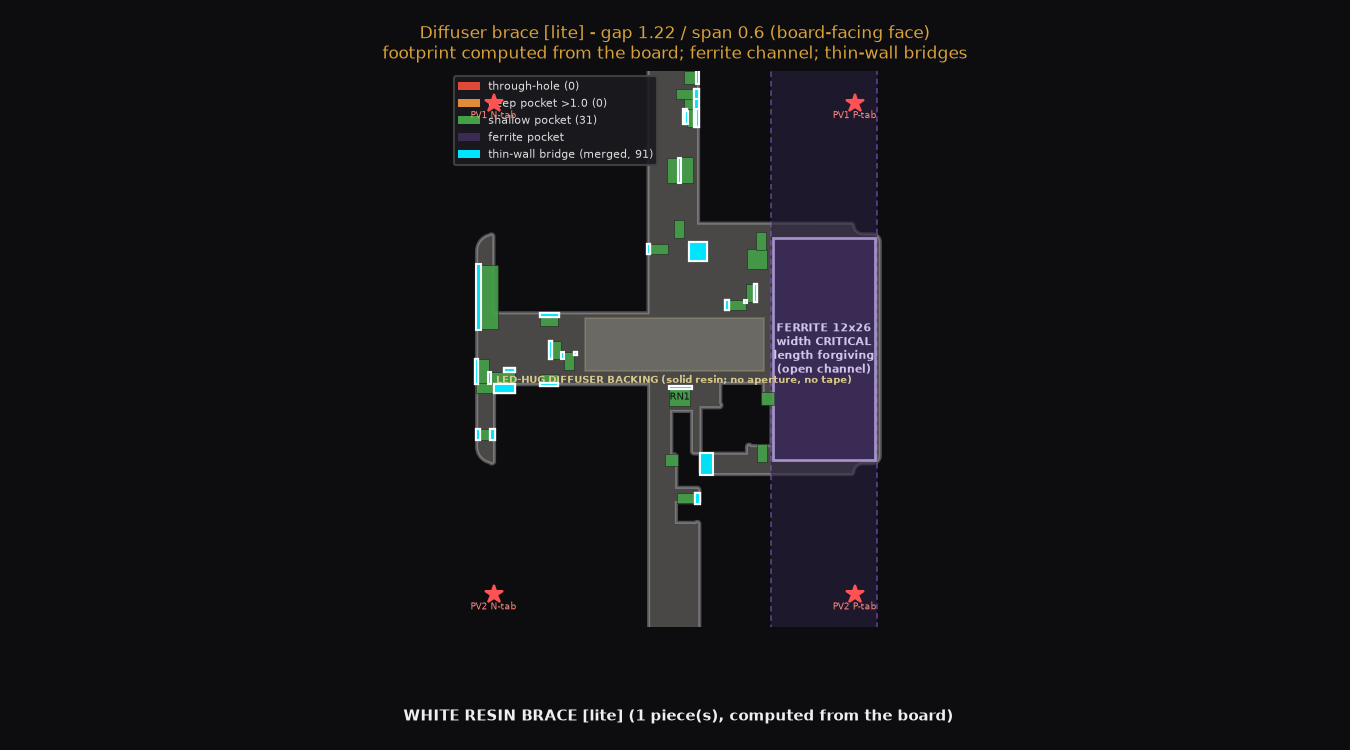 Diffuser brace [lite] - gap 1.22 / span 0.6 (board-facing face)
footprint computed from the board; ferrite channel; thin-wall bridges
through-hole (0)
pocket >1.0 (0)
shallow pocket (31)
ferrite pocket
thin-wall bridge (merged, 91)
PV1 N-tab
PV1 P-tab
FERRITE 12x26
width CRITICAL
length forgiving
(open channel)
LED-HUG DIFFUSER BACKING (solid resin; no aperture, no tape)
RN1
PV2 N-tab
PV2 P-tab
WHITE RESIN BRACE [lite] (1 piece(s), computed from the board)